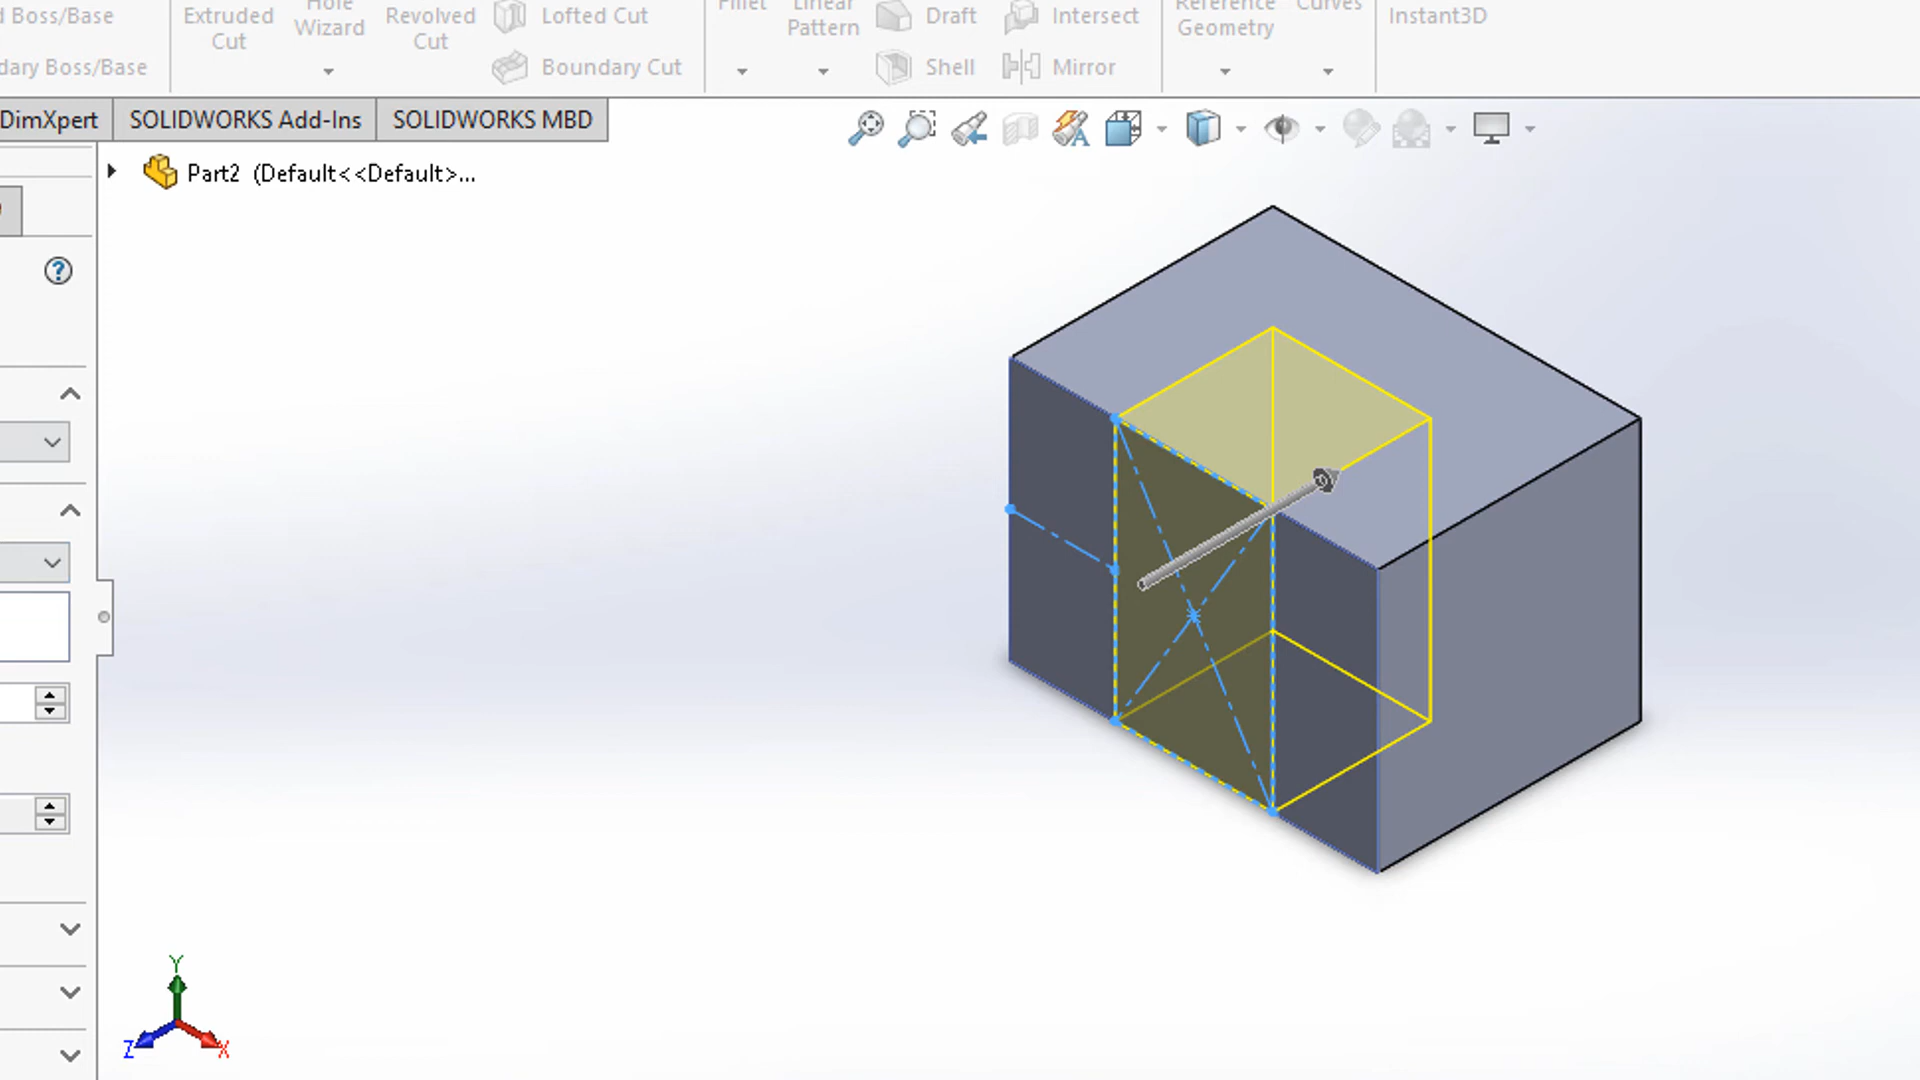 d Boss/Base
dary Boss/Base
Extruded
Cut
Hole
Wizard
Revolved
Cut
Lofted Cut
Boundary Cut
Fillet
Linear
Pattern
Draft
Shell
Intersect
Mirror
Reference
Geometry
Curves
Instant3D
DimXpert
SOLIDWORKS Add-Ins
SOLIDWORKS MBD
Part2 (Default<<Default>...
?
Y
Z
X